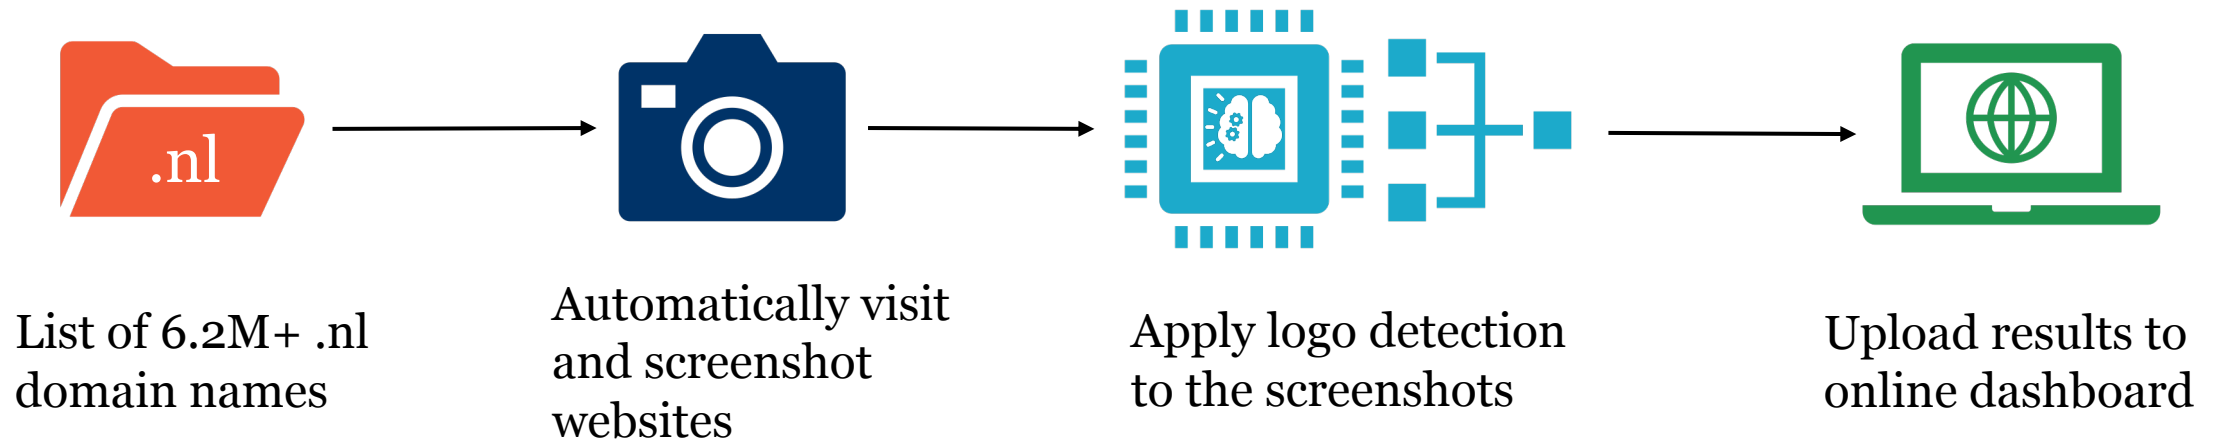 .nl
List of 6.2M+ .nl
domain names
Automatically visit
and screenshot
websites
Apply logo detection
to the screenshots
Upload results to
online dashboard